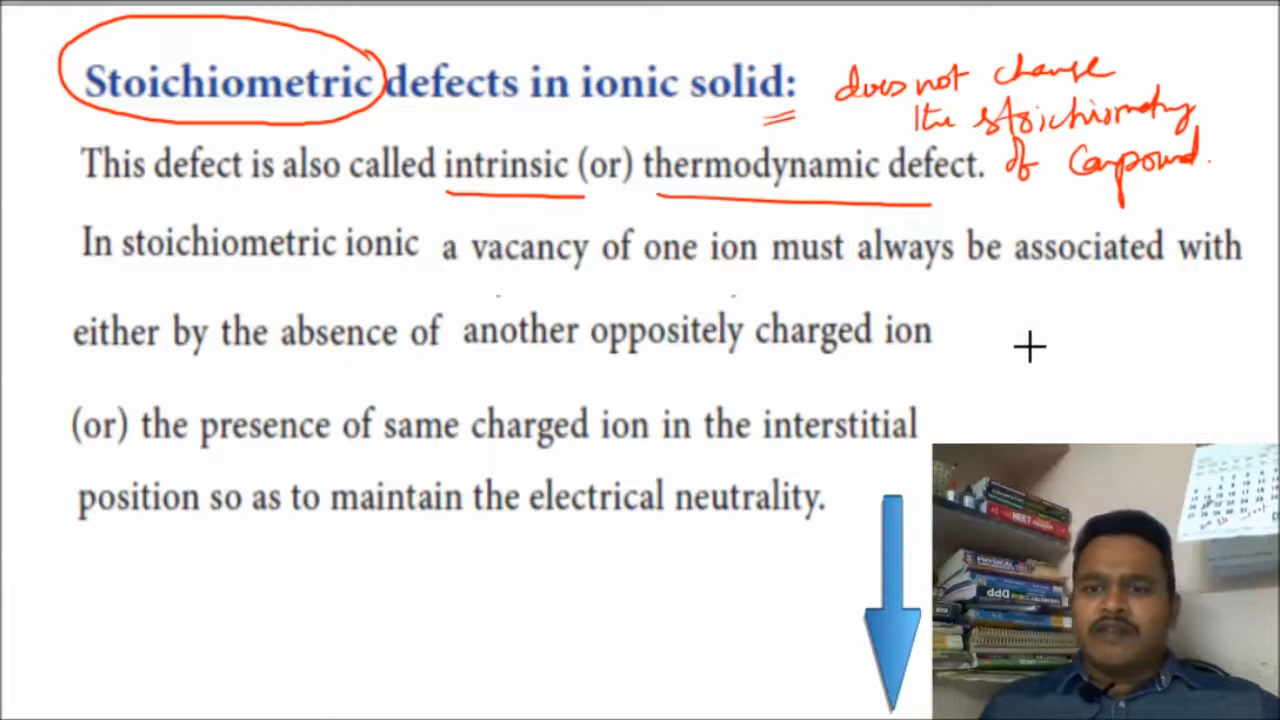 Stoichiometric defects in ionic solid:
does not change
the stoichiometry
of Compound.
This defect is also called intrinsic (or) thermodynamic defect.
In stoichiometric ionic a vacancy of one ion must always be associated with
either by the absence of another oppositely charged ion
(or) the presence of same charged ion in the interstitial
position so as to maintain the electrical neutrality.
NEET
PHYSICAL
DPP